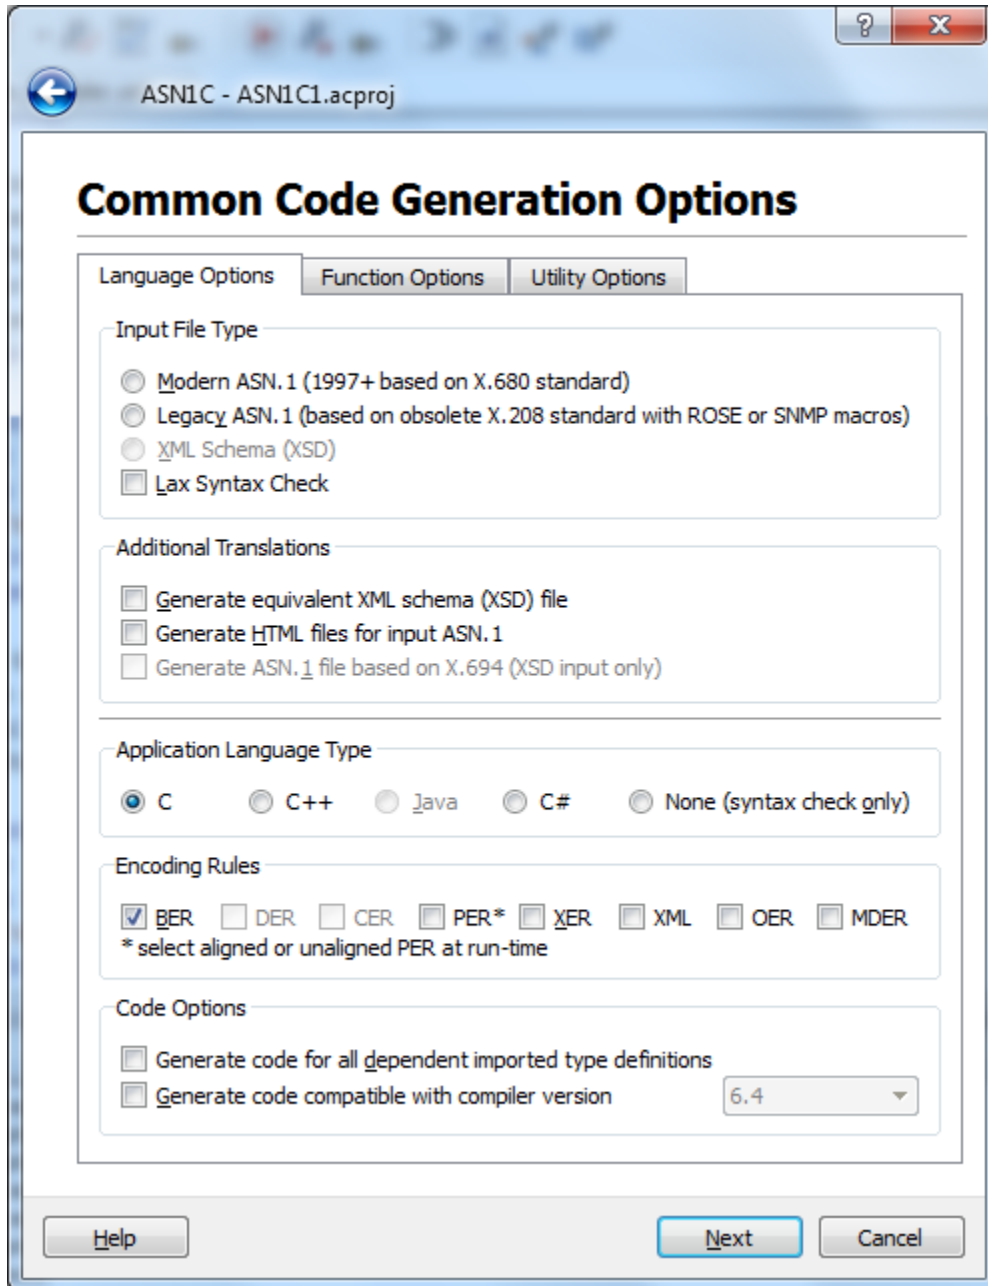 ?
X
ASN1C - ASN1C1.acproj
Common Code Generation Options
Language Options Function Options Utility Options
Input File Type
Modern ASN.1 (1997+ based on X.680 standard)
Legacy ASN.1 (based on obsolete X.208 standard with ROSE or SNMP macros)
XML Schema (XSD)
Lax Syntax Check
Additional Translations
Generate equivalent XML schema (XSD) file
Generate HTML files for input ASN.1
Generate ASN.1 file based on X.694 (XSD input only)
Application Language Type
C C++ Java C# None (syntax check only)
Encoding Rules
BER DER CER PER* XER XML OER MDER
* select aligned or unaligned PER at run-time
Code Options
Generate code for all dependent imported type definitions
Generate code compatible with compiler version 6.4
Help Next Cancel